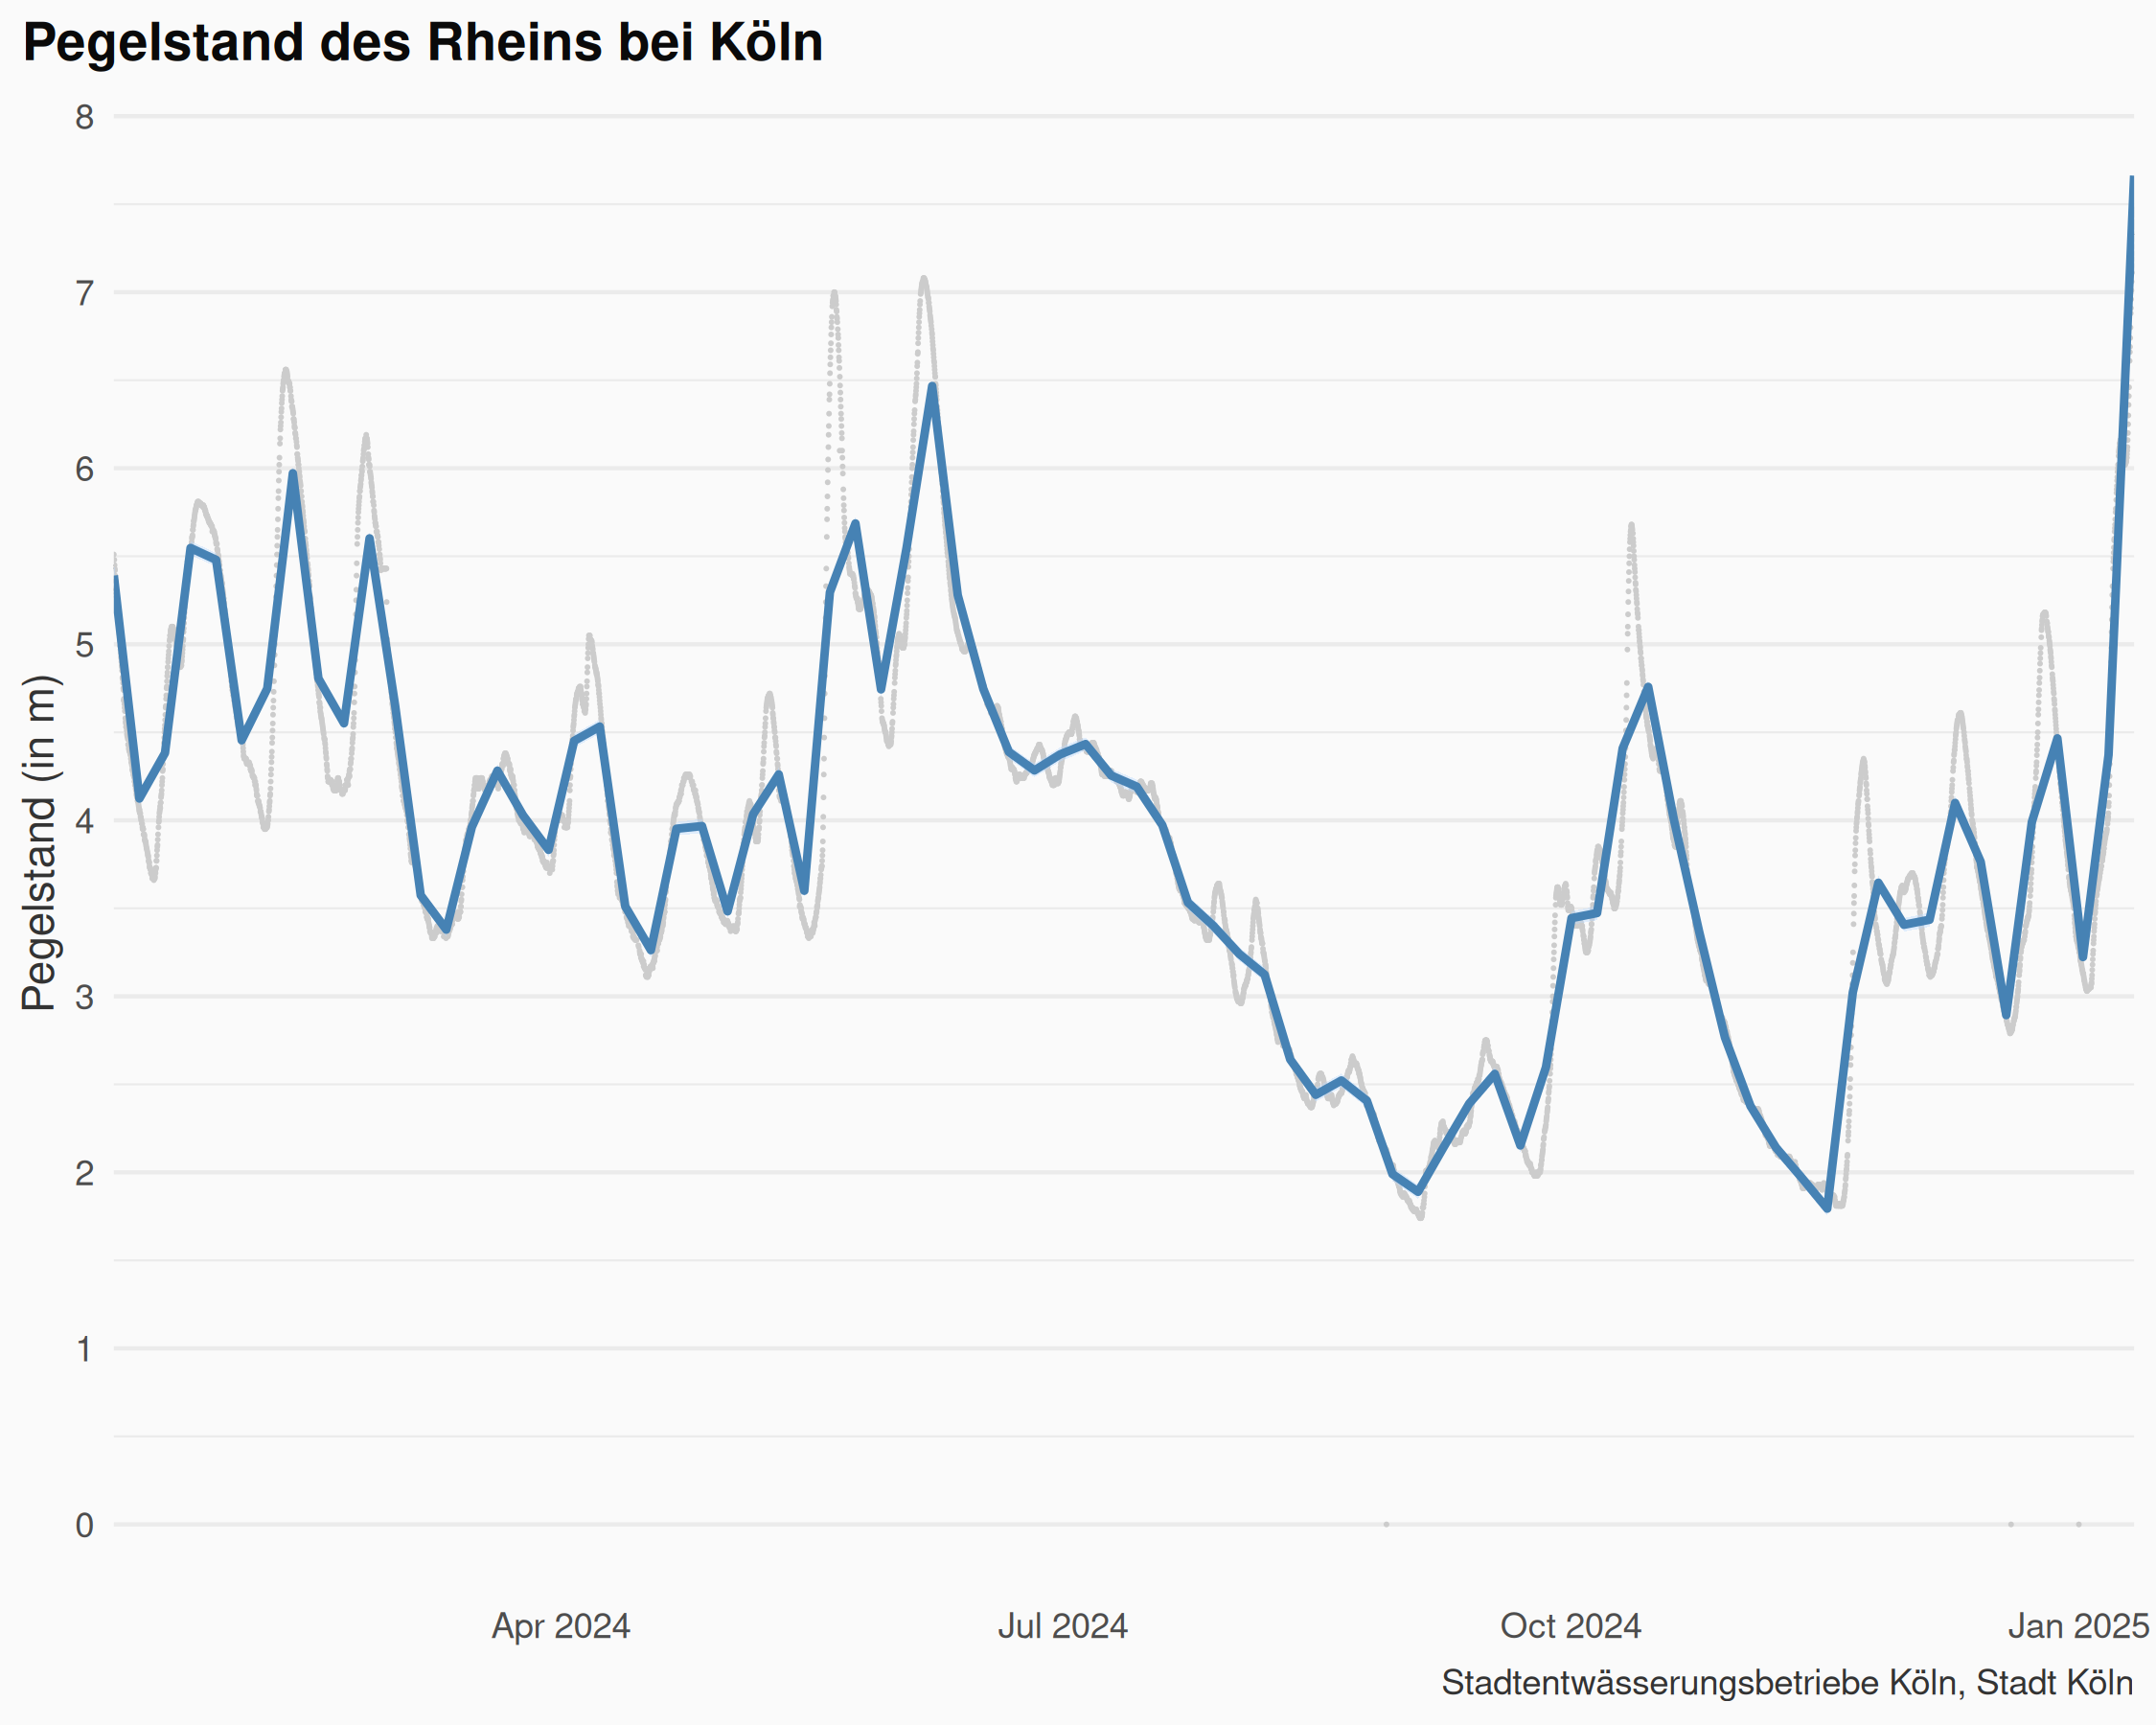 Pegelstand des Rheins bei Köln
Pegelstand (in m)
8
7
6
5
4
3
2
1
0
Apr 2024
Jul 2024
Oct 2024
Jan 2025
Stadtentwässerungsbetriebe Köln, Stadt Köln